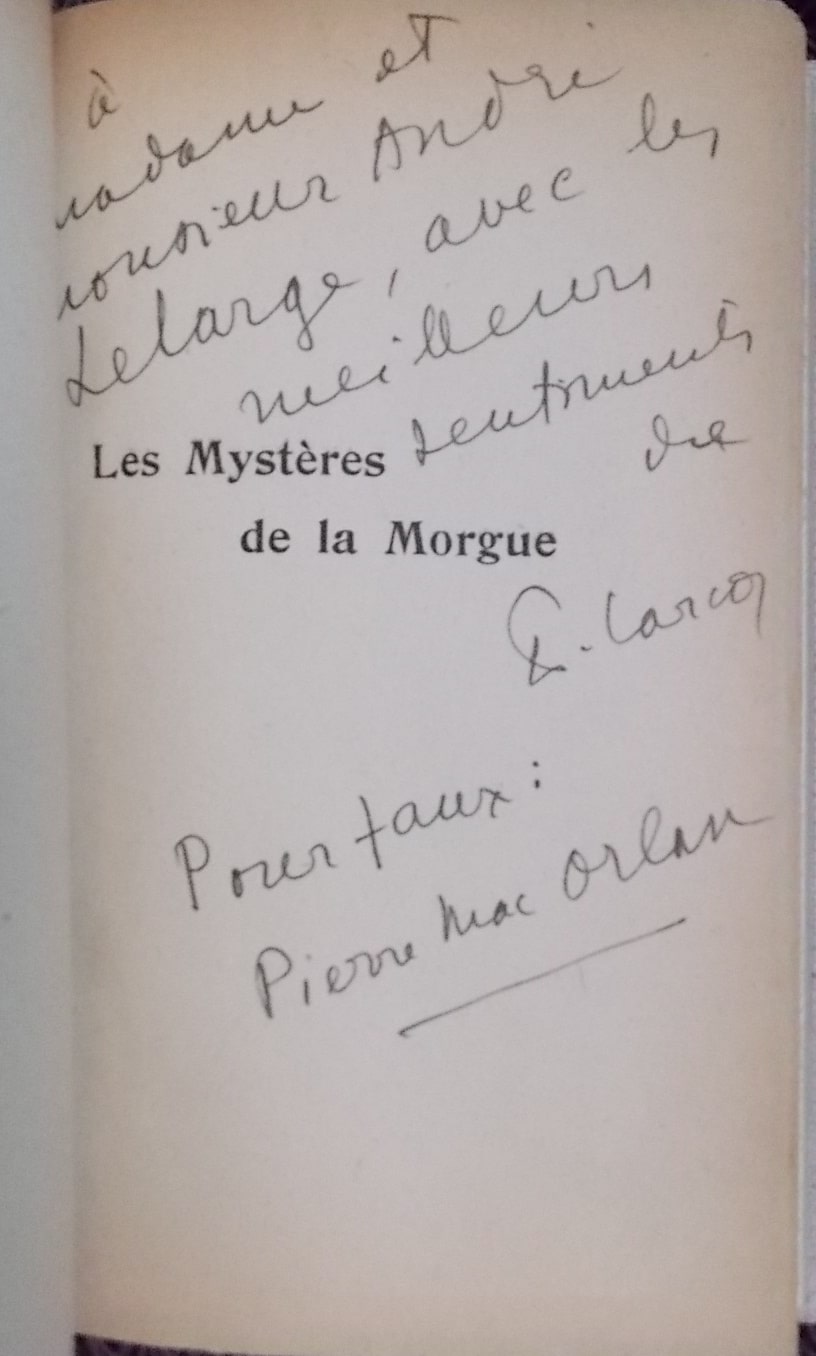 à
madame et
monsieur André
Lelarge, avec les
meilleurs
sentiments
de
Les Mystères
de la Morgue
F. Carco
Pour faux :
Pierre Mac Orlan